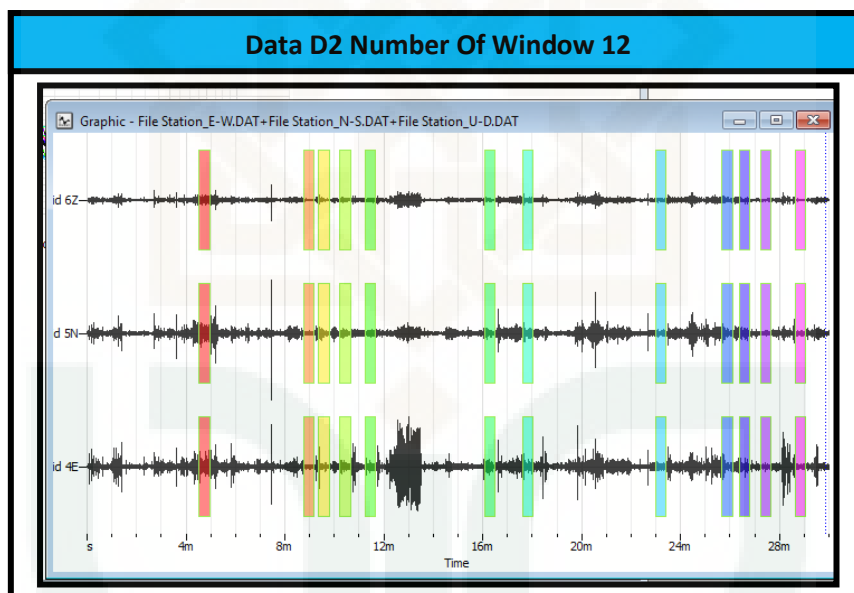 Data D2 Number Of Window 12
Graphic - File Station_E-W.DAT+File Station_N-S.DAT+File Station_U-D.DAT
id 6Z
d 5N
id 4E
s 4m 8m 12m 16m 20m 24m 28m
Time